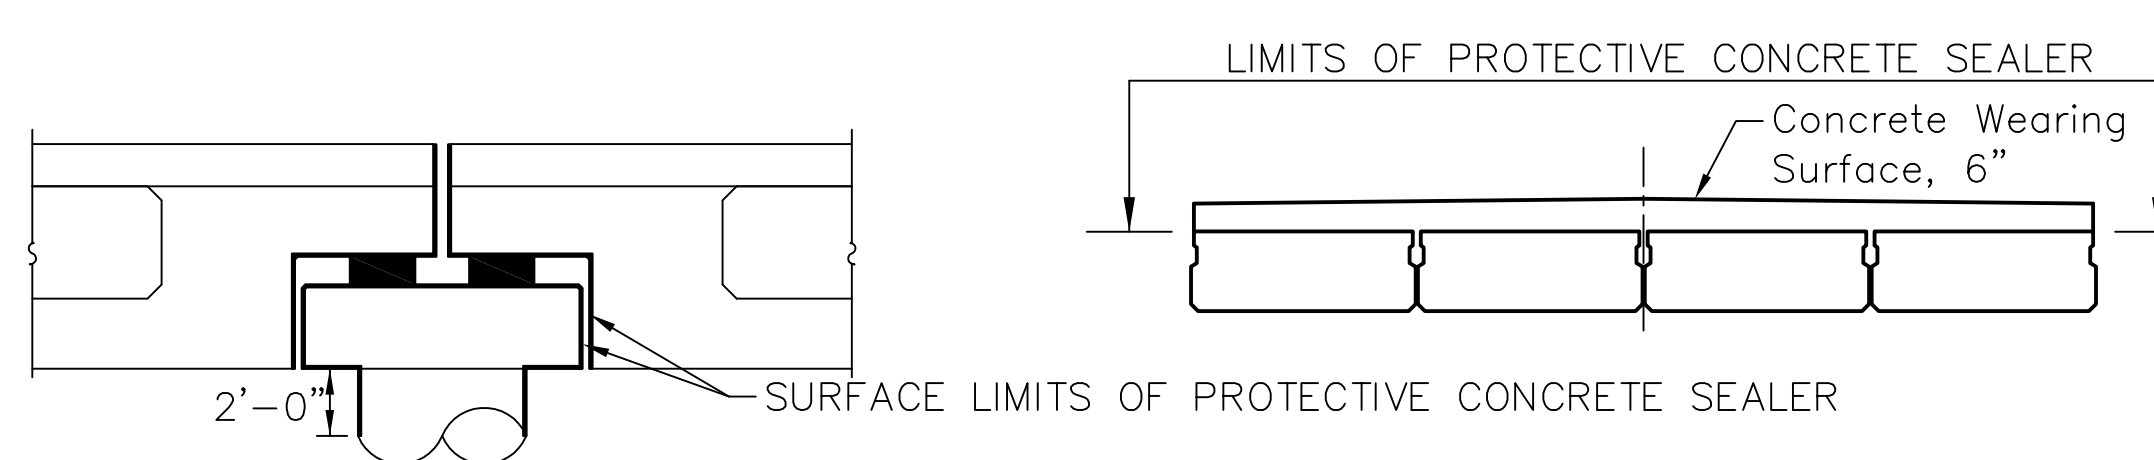 LIMITS OF PROTECTIVE CONCRETE SEALER
Concrete Wearing
Surface, 6”
2’-0”
SURFACE LIMITS OF PROTECTIVE CONCRETE SEALER